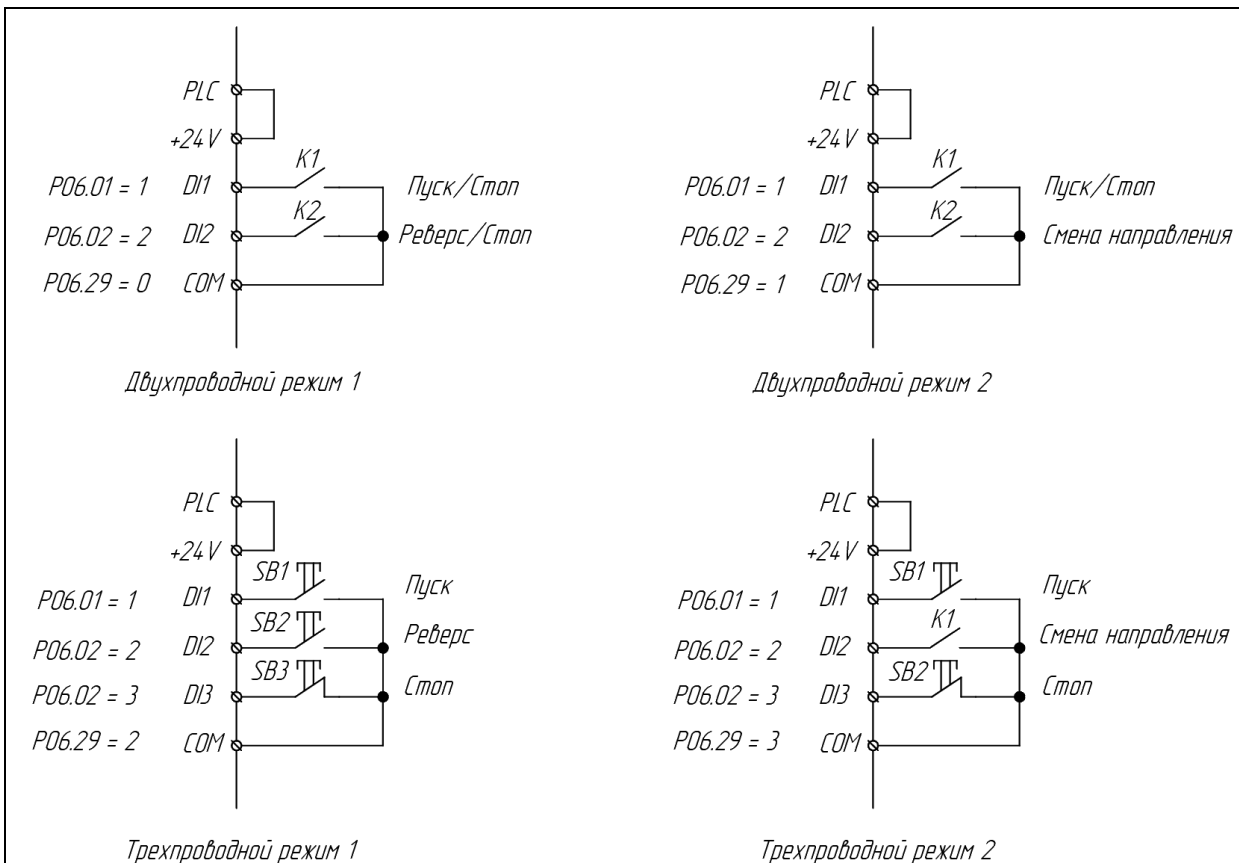 PLC
+24V
K1
P06.01 = 1 DI1 Пуск/Стоп
K2
P06.02 = 2 DI2 Реверс/Стоп
P06.29 = 0 COM
Двухпроводной режим 1
PLC
+24V
K1
P06.01 = 1 DI1 Пуск/Стоп
K2
P06.02 = 2 DI2 Смена направления
P06.29 = 1 COM
Двухпроводной режим 2
PLC
+24V
SB1 Пуск
P06.01 = 1 DI1
SB2 Реверс
P06.02 = 2 DI2
SB3 Стоп
P06.02 = 3 DI3
P06.29 = 2 COM
Трехпроводной режим 1
PLC
+24V
SB1 Пуск
P06.01 = 1 DI1
K1 Смена направления
P06.02 = 2 DI2
SB2 Стоп
P06.02 = 3 DI3
P06.29 = 3 COM
Трехпроводной режим 2